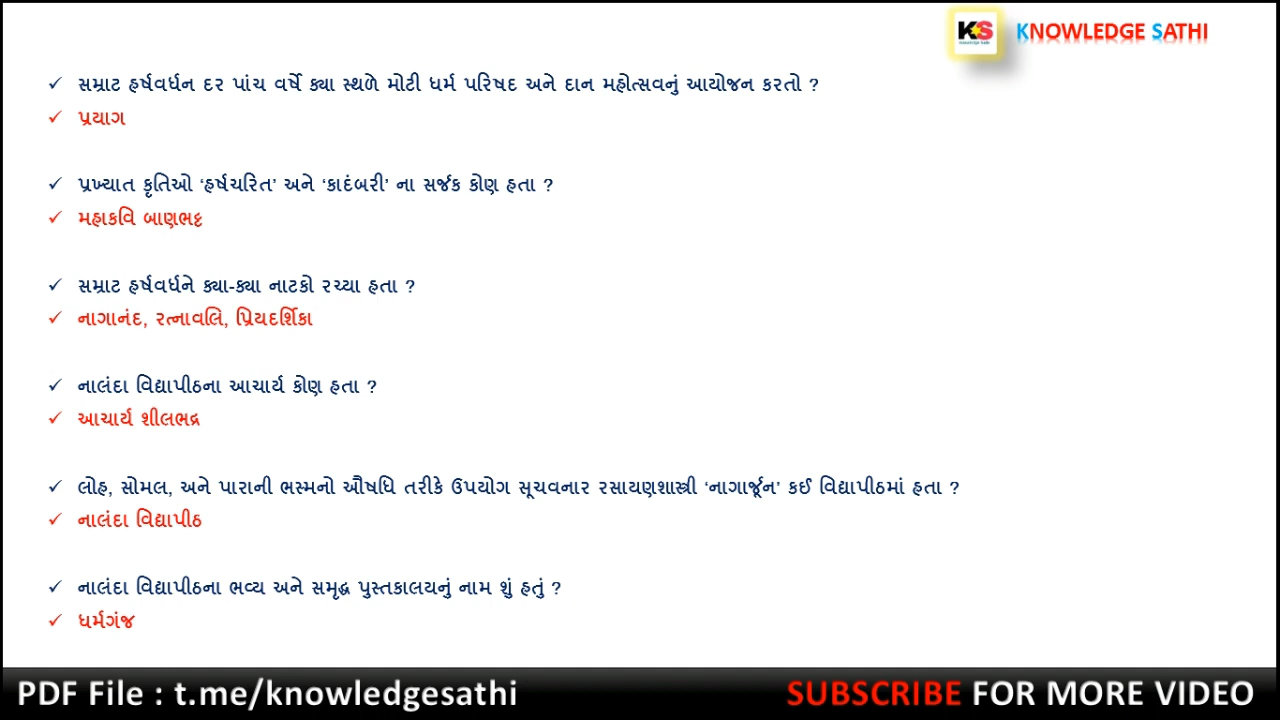 KS
KNOWLEDGE SATHI
✓ સમ્રાટ હર્ષવર્ધન દર પાંચ વર્ષે ક્યા સ્થળે મોટી ધર્મ પરિષદ અને દાન મહોત્સવનું આયોજન કરતો ?
✓ પ્રયાગ
✓ પ્રખ્યાત કૃતિઓ ‘હર્ષચરિત’ અને ‘કાદંબરી’ ના સર્જક કોણ હતા ?
✓ મહાકવિ બાણભટ્ટ
✓ સમ્રાટ હર્ષવર્ધને ક્યા-ક્યા નાટકો રચ્યા હતા ?
✓ નાગાનંદ, રત્નાવલિ, પ્રિયદર્શિકા
✓ નાલંદા વિદ્યાપીઠના આચાર્ય કોણ હતા ?
✓ આચાર્ય શીલભદ્ર
✓ લોહ, સોમલ, અને પારાની ભસ્મનો ઔષધિ તરીકે ઉપયોગ સૂચવનાર રસાયણશાસ્ત્રી ‘નાગાર્જૂન’ કઈ વિદ્યાપીઠમાં હતા ?
✓ નાલંદા વિદ્યાપીઠ
✓ નાલંદા વિદ્યાપીઠના ભવ્ય અને સમૃદ્ધ પુસ્તકાલયનું નામ શું હતું ?
✓ ધર્મગંજ
PDF File : t.me/knowledgesathi
SUBSCRIBE FOR MORE VIDEO